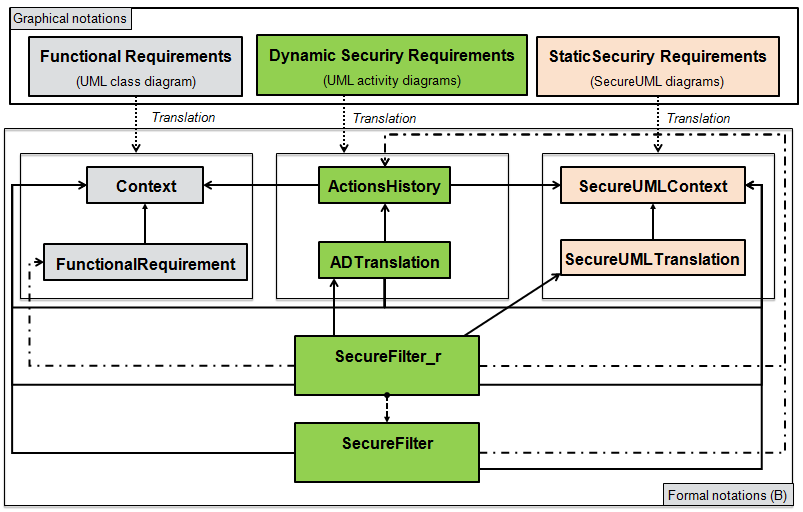 Graphical notations
Functional Requirements
(UML class diagram)
Dynamic Securiry Requirements
(UML activity diagrams)
StaticSecuriry Requirements
(SecureUML diagrams)
Translation
Translation
Translation
Context
ActionsHistory
SecureUMLContext
FunctionalRequirement
ADTranslation
SecureUMLTranslation
SecureFilter_r
SecureFilter
Formal notations (B)